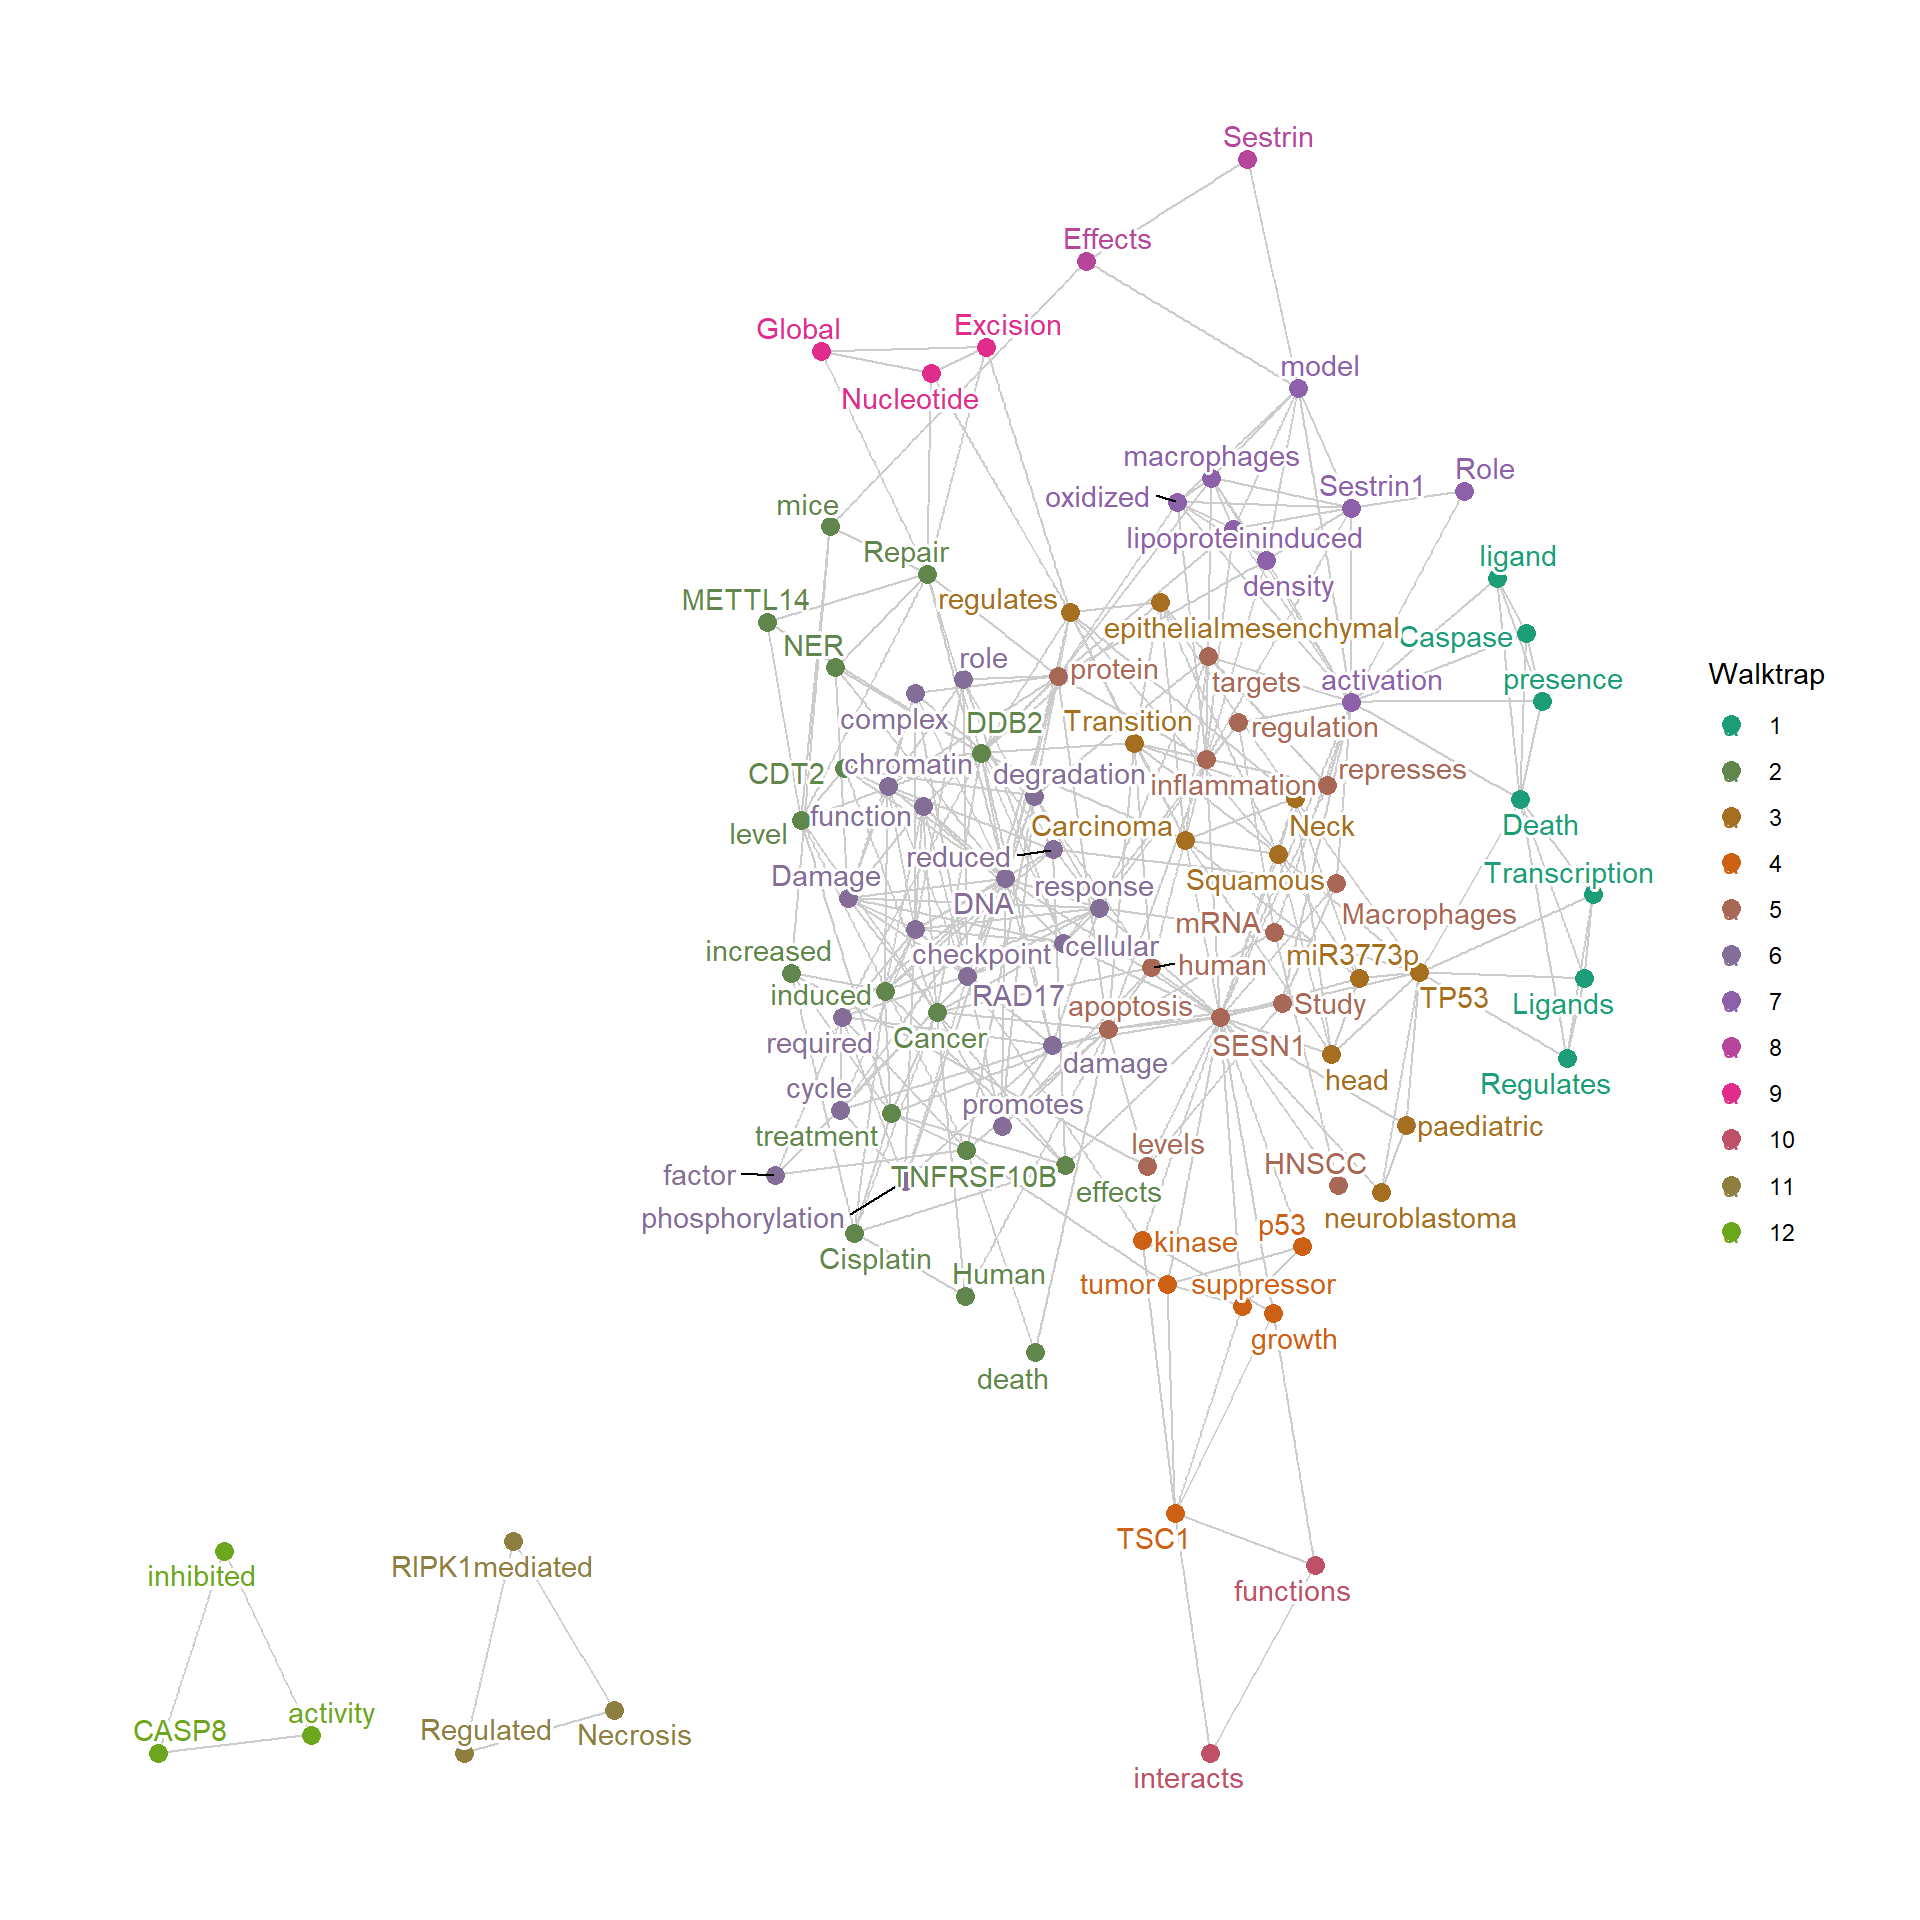 Sestrin
Effects
Global
Excision
Nucleotide
model
macrophages
oxidized
Sestrin1
Role
mice
lipoproteininduced
Repair
ligand
density
METTL14
regulates
epithelialmesenchymal
Caspase
NER
role
protein
targets
activation
presence
complex
DDB2
Transition
regulation
CDT2
chromatin
degradation
inflammation
represses
level
function
Carcinoma
Neck
Death
reduced
Damage
response
Squamous
Transcription
DNA
mRNA
Macrophages
increased
checkpoint
cellular
human
miR3773p
induced
RAD17
apoptosis
Study
TP53
Ligands
required
Cancer
SESN1
damage
head
Regulates
cycle
promotes
treatment
levels
paediatric
factor
TNFRSF10B
effects
HNSCC
phosphorylation
neuroblastoma
p53
kinase
Cisplatin
Human
tumor
suppressor
growth
death
TSC1
functions
interacts
inhibited
CASP8
activity
RIPK1mediated
Regulated
Necrosis
Walktrap
1
2
3
4
5
6
7
8
9
10
11
12